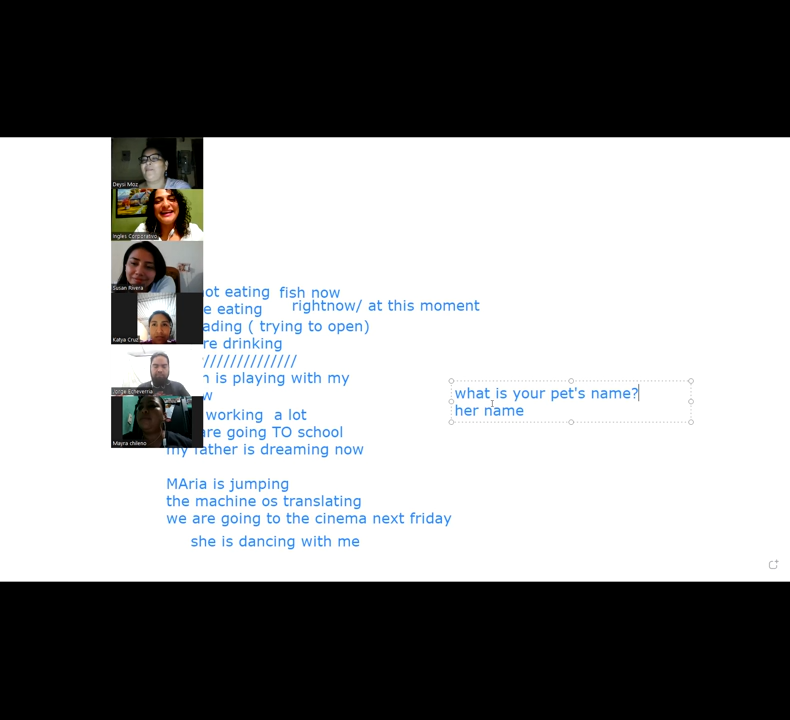 Deysi Moz
Ingles Corporativo
Susan Rivera
Katya Cruz
Jorge Echeverria
Mayra chileno
ot eating fish now
e eating rightnow/ at this moment
ading ( trying to open)
re drinking
//////////////
is playing with my
working a lot
are going TO school
my father is dreaming now
MAria is jumping
the machine os translating
we are going to the cinema next friday
she is dancing with me
what is your pet's name?
her name